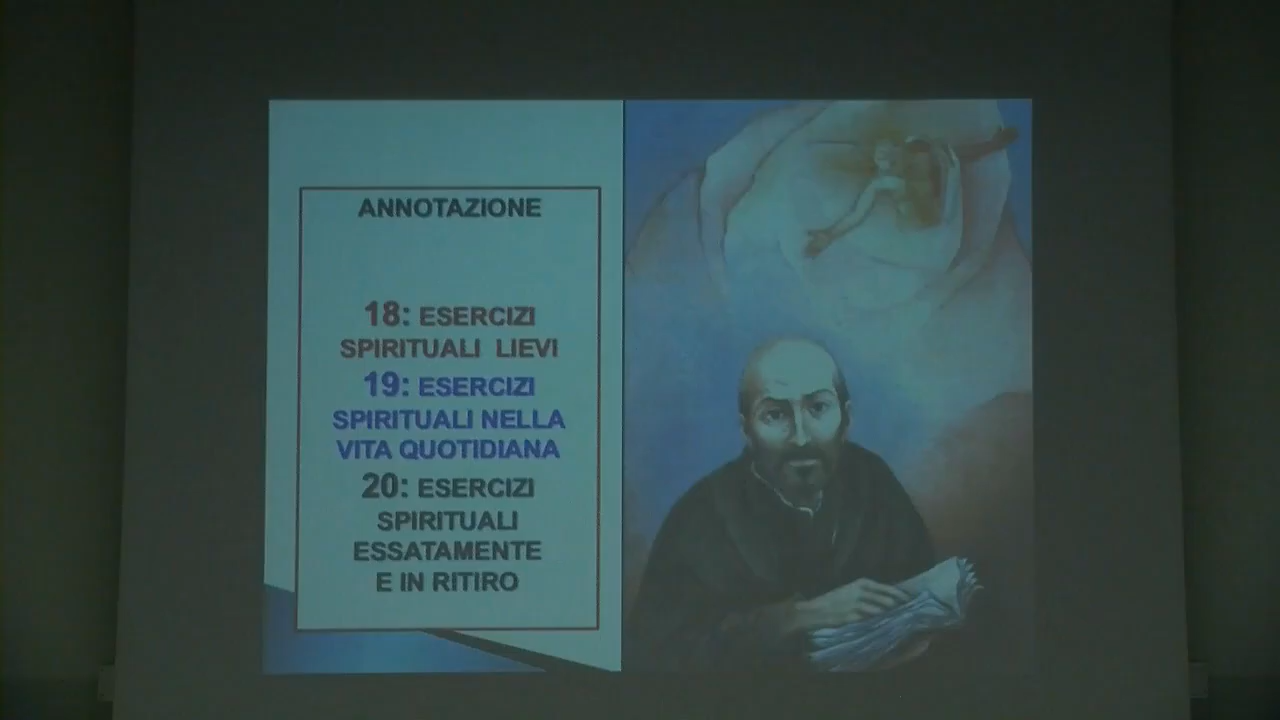 ANNOTAZIONE
18: ESERCIZI
SPIRITUALI LIEVI
19: ESERCIZI
SPIRITUALI NELLA
VITA QUOTIDIANA
20: ESERCIZI
SPIRITUALI
ESSATAMENTE
E IN RITIRO